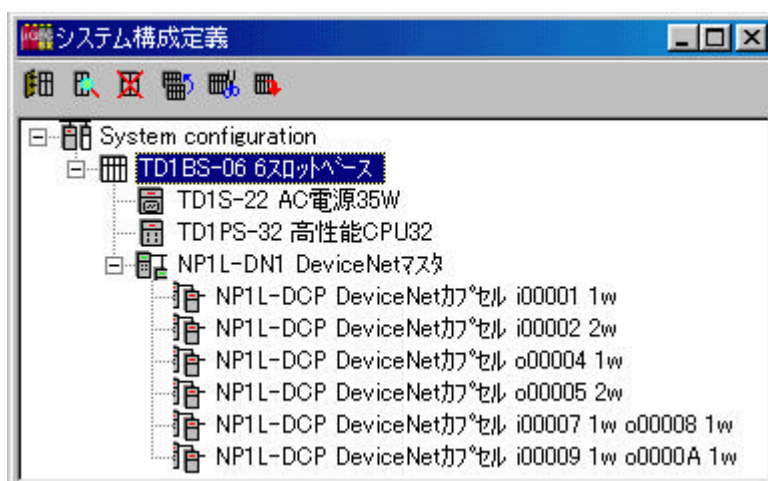 システム構成定義
System configuration
TD1BS-06 6ｽﾛｯﾄﾍﾞｰｽ
TD1S-22 AC電源35W
TD1PS-32 高性能CPU32
NP1L-DN1 DeviceNetﾏｽﾀ
NP1L-DCP DeviceNetｶﾌﾟｾﾙ i00001 1w
NP1L-DCP DeviceNetｶﾌﾟｾﾙ i00002 2w
NP1L-DCP DeviceNetｶﾌﾟｾﾙ o00004 1w
NP1L-DCP DeviceNetｶﾌﾟｾﾙ o00005 2w
NP1L-DCP DeviceNetｶﾌﾟｾﾙ i00007 1w o00008 1w
NP1L-DCP DeviceNetｶﾌﾟｾﾙ i00009 1w o0000A 1w